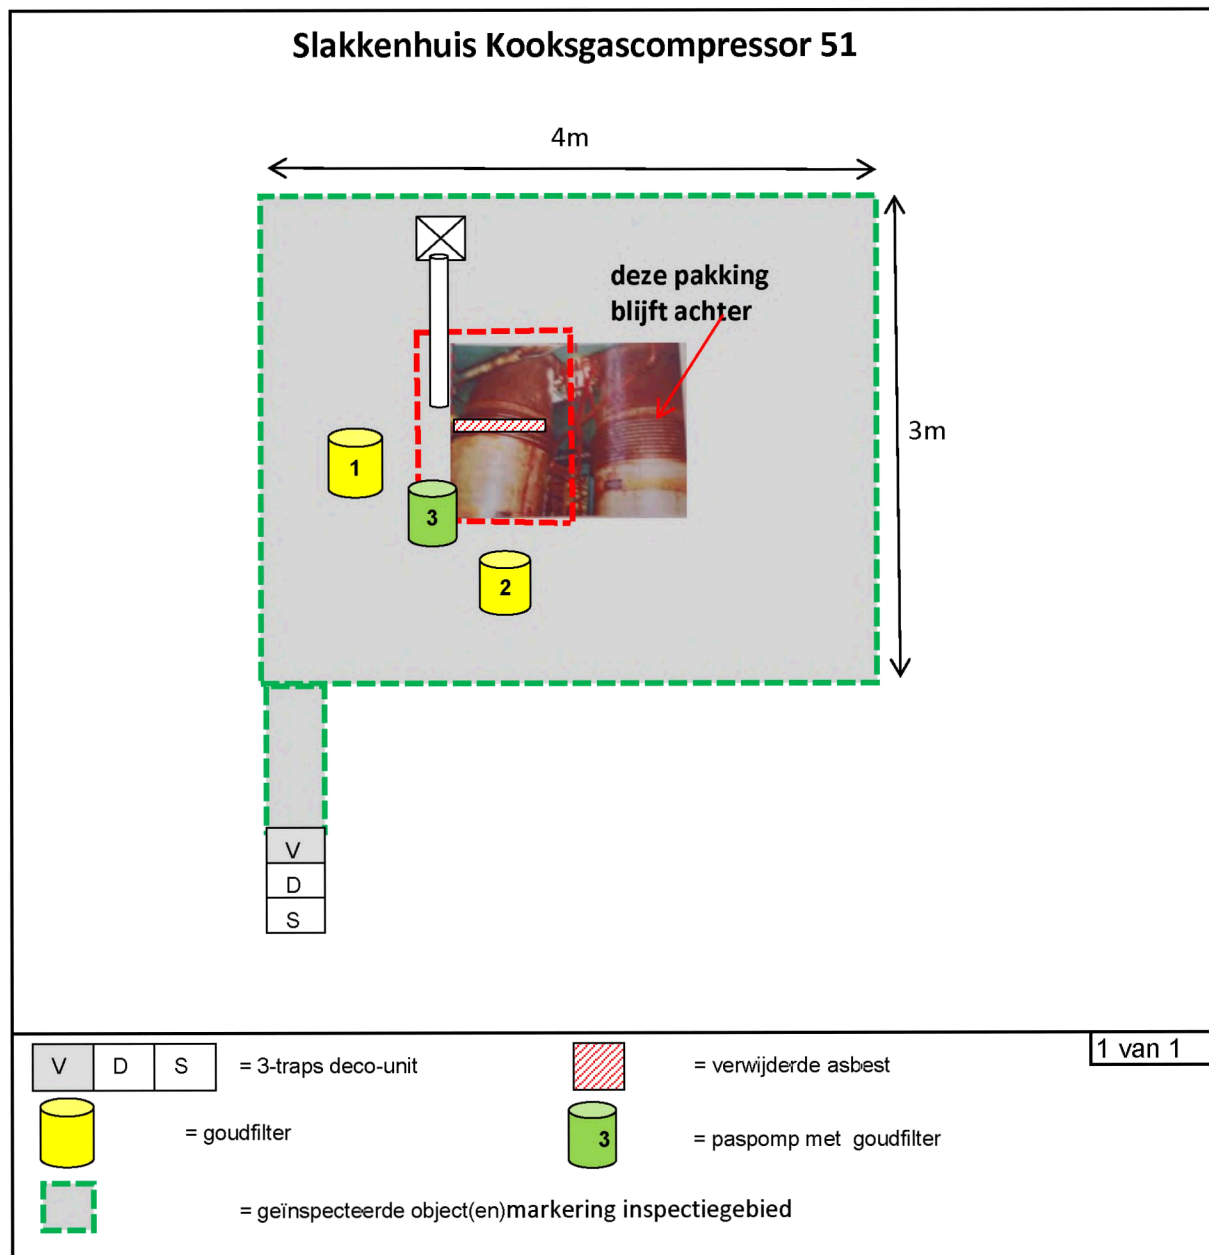 Slakkenhuis Kooksgascompressor 51
4m
deze pakking
blijft achter
3m
1
3
2
V
D
S
1 van 1
V D S = 3-traps deco-unit
= verwijderde asbest
= goudfilter
3 = paspomp met goudfilter
= geïnspecteerde object(en)markering inspectiegebied